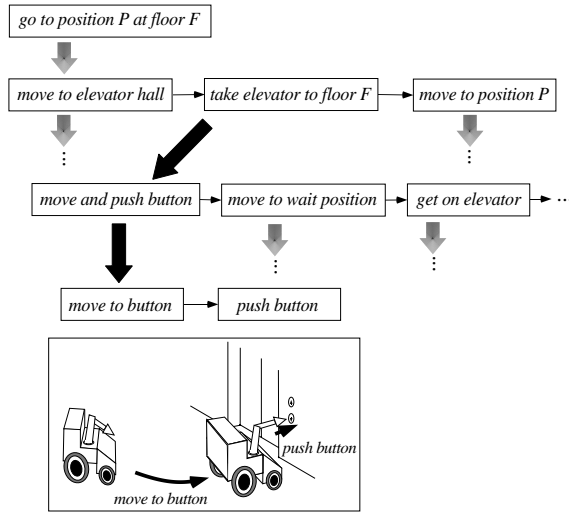 go to position P at floor F
move to elevator hall
take elevator to floor F
move to position P
move and push button
move to wait position
get on elevator
move to button
push button
push button
move to button